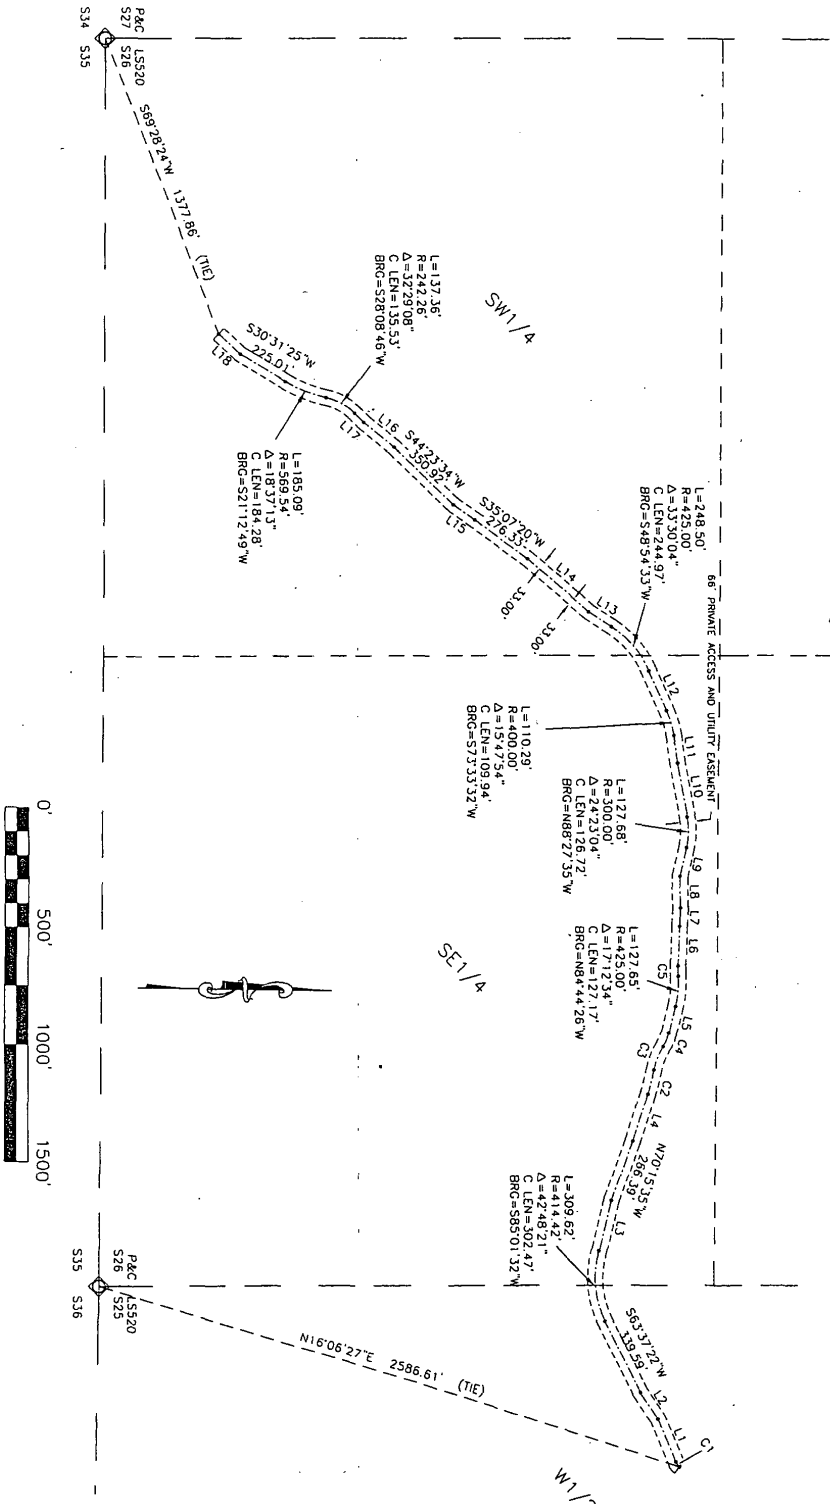 P&C LS520
S27 S26
S34 S35
S69°28'24"W 1377.86' (TIE)
SW1/4
L=137.36'
R=242.26'
Δ=32°29'08"
C LEN=135.53'
BRG=S28°08'46"W
S30°31'25"W
225.01'
L18
L=185.09'
R=569.54'
Δ=18°37'13"
C LEN=184.28'
BRG=S21°12'49"W
L17
L16
S44°23'34"W
350.92'
L15
S35°07'20"W
276.33'
L14
33.00'
33.00'
L13
L=248.50'
R=425.00'
Δ=33°30'04"
C LEN=244.97'
BRG=S48°54'33"W
66' PRIVATE ACCESS AND UTILITY EASEMENT
L12
L11
L10
L=110.29'
R=400.00'
Δ=15°47'54"
C LEN=109.94'
BRG=S73°33'32"W
L=127.68'
R=300.00'
Δ=24°23'04"
C LEN=126.72'
BRG=N88°27'35"W
L9
L8
L7
L6
L=127.65'
R=425.00'
Δ=17°12'34"
C LEN=127.17'
BRG=N84°44'26"W
C5
L5
C4
C3
C2
L4
N70°15'35"W
266.39'
L3
SE1/4
L=309.62'
R=414.42'
Δ=42°48'21"
C LEN=302.47'
BRG=S85°01'32"W
S63°37'22"W
339.59'
L2
L1
C1
W1/
N16°06'27"E 2586.61' (TIE)
P&C LS520
S26 S25
S35 S36
0' 500' 1000' 1500'